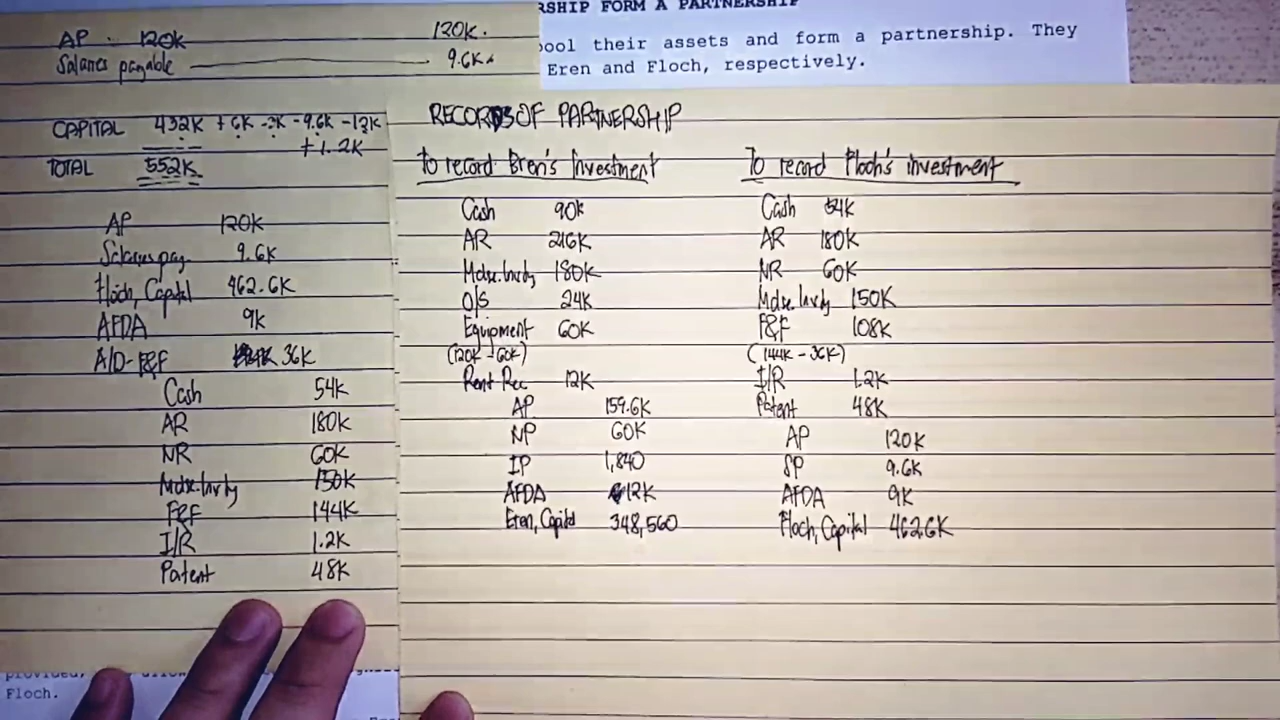 RSHIP FORM A PARTNERSHIP
ool their assets and form a partnership. They
Eren and Floch, respectively.
AP 120K 120K.
Salaries payable 9.6K
CAPITAL 432K + 6K -3K -9.6K -12K
+1.2K
TOTAL 552K
AP 120K
Salaries pay. 9.6K
Floch, Capital 462.6K
AFDA 9K
A/D-F&F 36K
Cash 54K
AR 180K
NR 60K
Mdse. Invty 150K
F&F 144K
I/R 1.2K
Patent 48K
RECORDS OF PARTNERSHIP
To record Eren's Investment
Cash 90K
AR 216K
Mdse. Invty 180K
O/S 24K
Equipment 60K
(120K - 60K)
Rent Rec 12K
AP 159.6K
NP 60K
IP 1,840
AFDA 12K
Eren, Capital 348,560
To record Floch's investment
Cash 54K
AR 180K
NR 60K
Mdse. Invty 150K
F&F 108K
(144K - 36K)
I/R 1.2K
Patent 48K
AP 120K
SP 9.6K
AFDA 9K
Floch, Capital 462.6K
Floch.